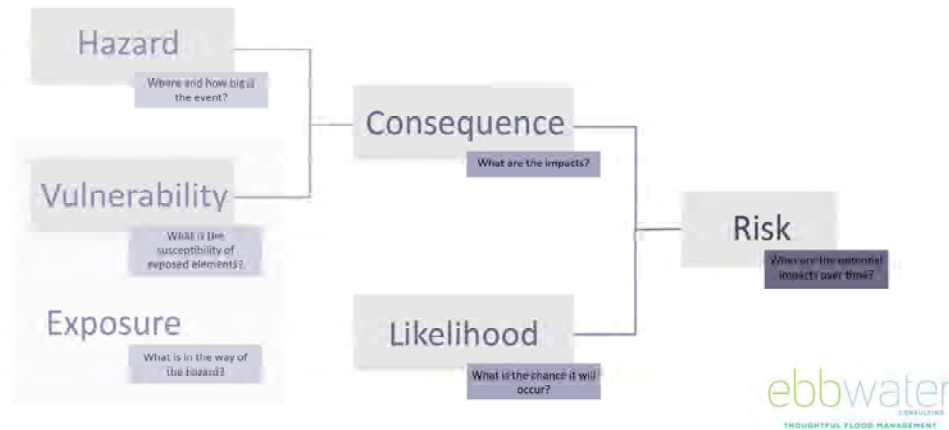 Hazard
Where and how big is
the event?
Vulnerability
What is the
susceptibility of
exposed elements?
Exposure
What is in the way of
the hazard?
Consequence
What are the impacts?
Likelihood
What is the chance it will
occur?
Risk
What are the potential
impacts over time?
ebbwater
CONSULTING
THOUGHTFUL FLOOD MANAGEMENT